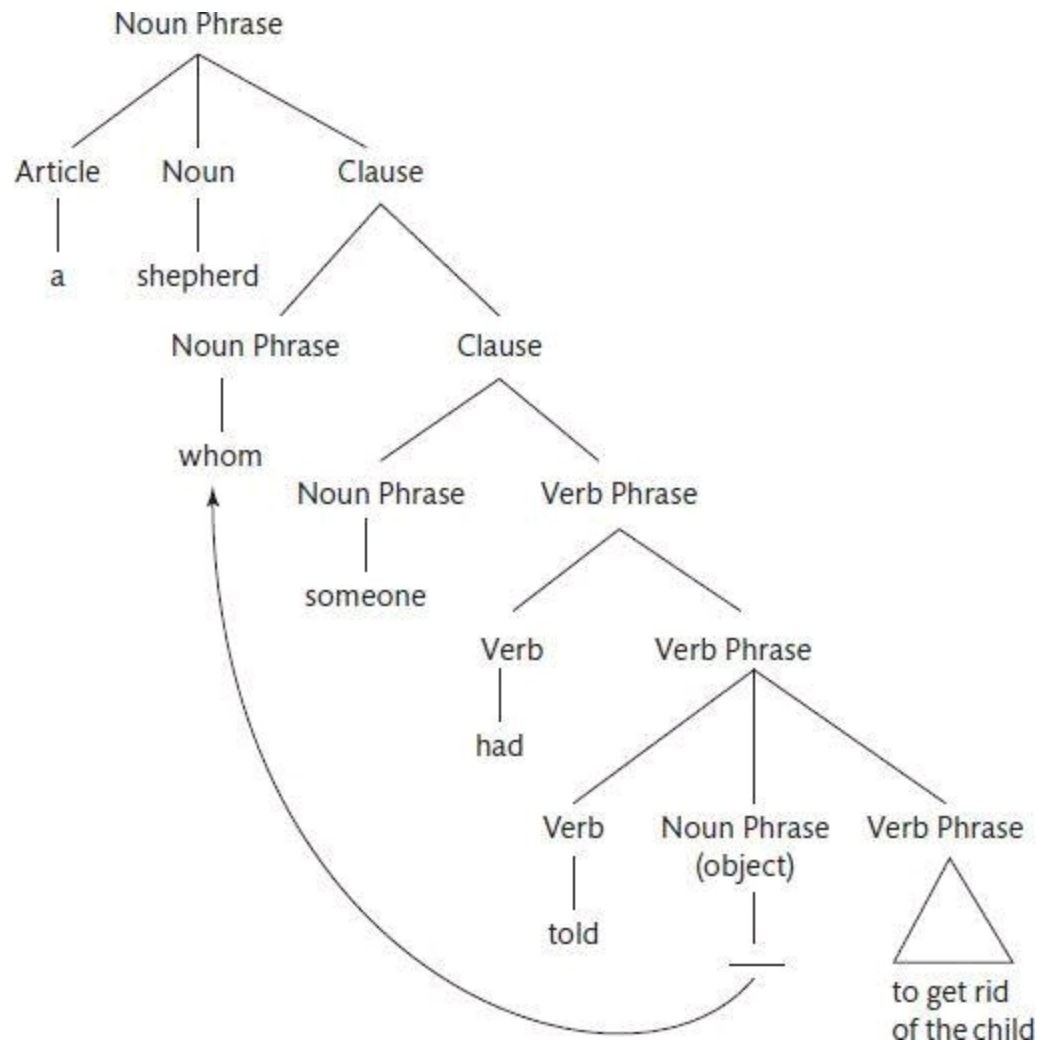 Noun Phrase
Article Noun Clause
a shepherd
Noun Phrase Clause
whom
Noun Phrase Verb Phrase
someone
Verb Verb Phrase
had
Verb Noun Phrase Verb Phrase
(object)
told
to get rid
of the child